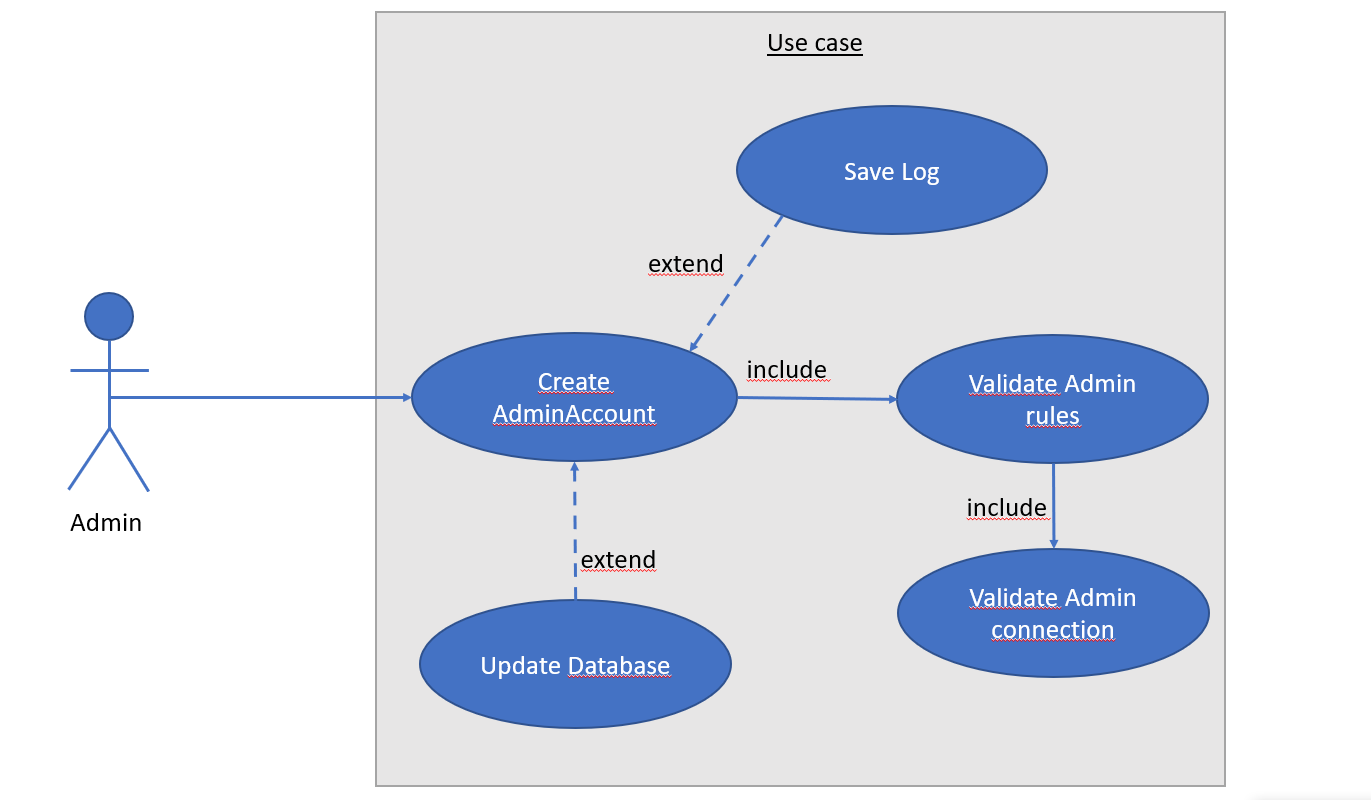 Use case
Save Log
extend
include
Create
AdminAccount
Validate Admin
rules
include
Admin
extend
Validate Admin
connection
Update Database